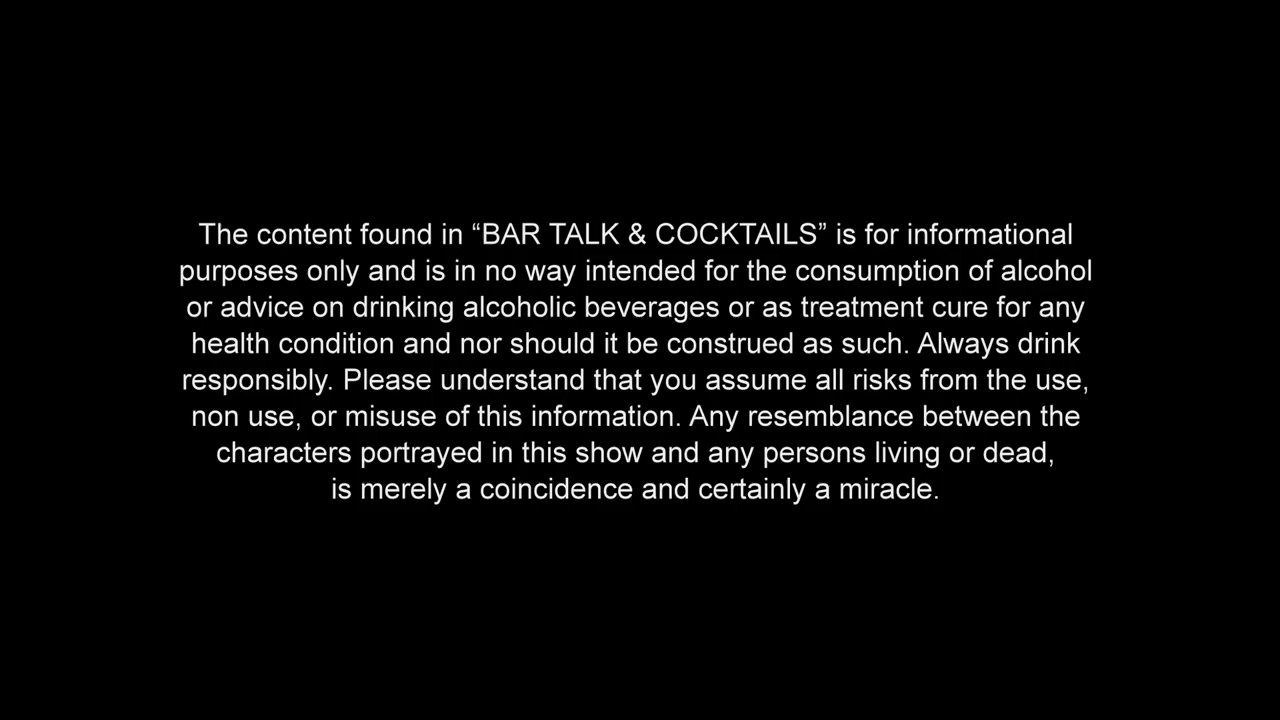 The content found in “BAR TALK & COCKTAILS” is for informational
purposes only and is in no way intended for the consumption of alcohol
or advice on drinking alcoholic beverages or as treatment cure for any
health condition and nor should it be construed as such. Always drink
responsibly. Please understand that you assume all risks from the use,
non use, or misuse of this information. Any resemblance between the
characters portrayed in this show and any persons living or dead,
is merely a coincidence and certainly a miracle.